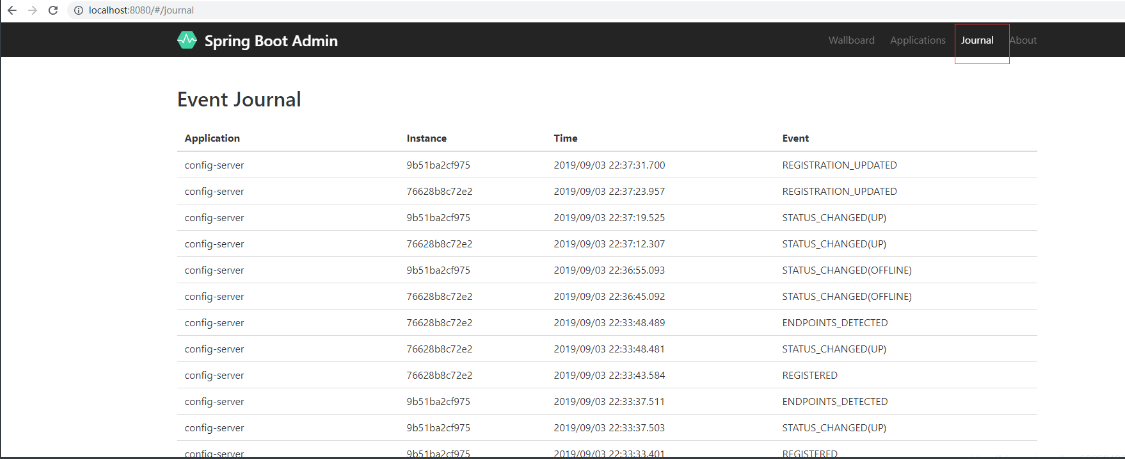 localhost:8080/#/journal
Spring Boot Admin Wallboard Applications Journal About
Event Journal
Application Instance Time Event
config-server 9b51ba2cf975 2019/09/03 22:37:31.700 REGISTRATION_UPDATED
config-server 76628b8c72e2 2019/09/03 22:37:23.957 REGISTRATION_UPDATED
config-server 9b51ba2cf975 2019/09/03 22:37:19.525 STATUS_CHANGED(UP)
config-server 76628b8c72e2 2019/09/03 22:37:12.307 STATUS_CHANGED(UP)
config-server 9b51ba2cf975 2019/09/03 22:36:55.093 STATUS_CHANGED(OFFLINE)
config-server 76628b8c72e2 2019/09/03 22:36:45.092 STATUS_CHANGED(OFFLINE)
config-server 76628b8c72e2 2019/09/03 22:33:48.489 ENDPOINTS_DETECTED
config-server 76628b8c72e2 2019/09/03 22:33:48.481 STATUS_CHANGED(UP)
config-server 76628b8c72e2 2019/09/03 22:33:43.584 REGISTERED
config-server 9b51ba2cf975 2019/09/03 22:33:37.511 ENDPOINTS_DETECTED
config-server 9b51ba2cf975 2019/09/03 22:33:37.503 STATUS_CHANGED(UP)
config-server 9b51ba2cf975 2019/09/03 22:33:33.401 REGISTERED